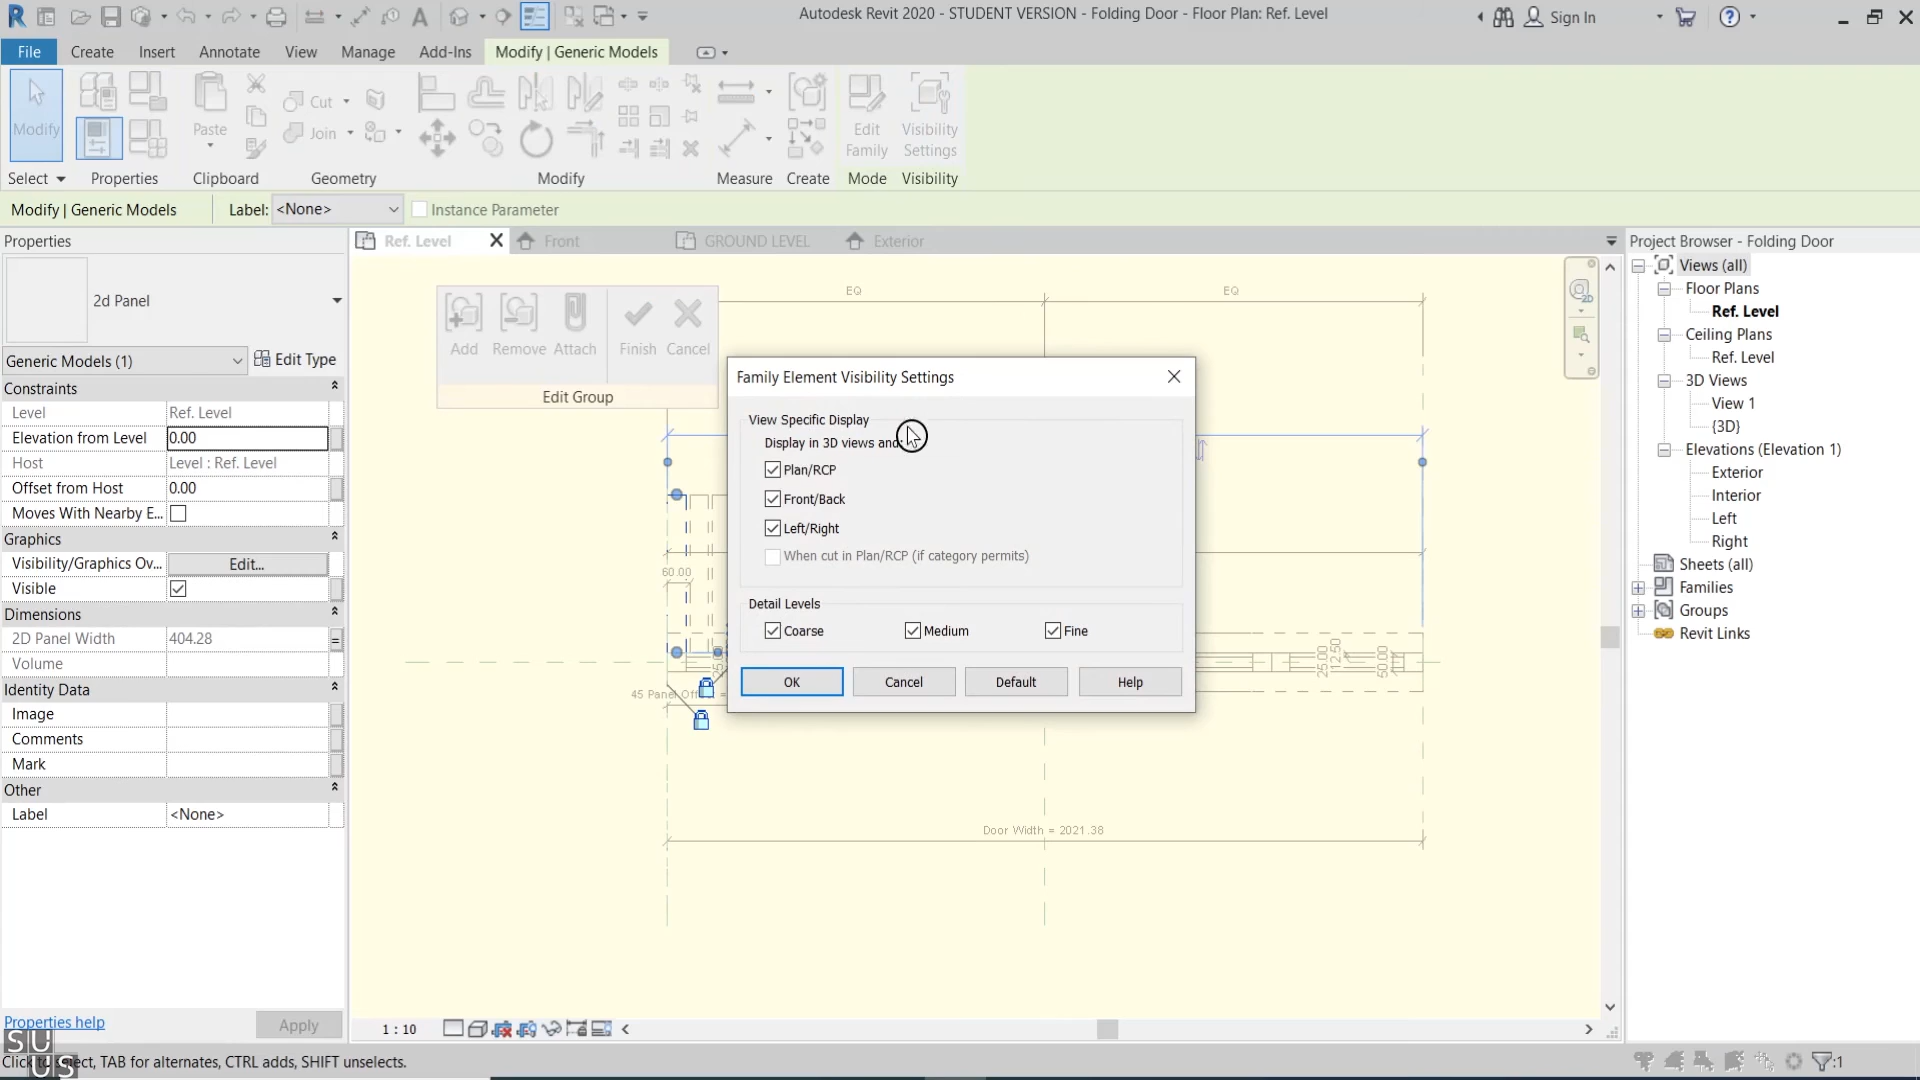 Autodesk Revit 2020 - STUDENT VERSION - Folding Door - Floor Plan: Ref. Level
Sign In
File Create Insert Annotate View Manage Add-Ins Modify | Generic Models
Modify
Paste
Cut
Join
Edit Family
Visibility Settings
Select Properties Clipboard Geometry Modify Measure Create Mode Visibility
Modify | Generic Models Label: <None> Instance Parameter
Properties
2d Panel
Generic Models (1) Edit Type
Constraints
Level Ref. Level
Elevation from Level 0.00
Host Level : Ref. Level
Offset from Host 0.00
Moves With Nearby E...
Graphics
Visibility/Graphics Ov... Edit...
Visible
Dimensions
2D Panel Width 404.28 =
Volume
Identity Data
Image
Comments
Mark
Other
Label <None>
Properties help Apply
Ref. Level Front GROUND LEVEL Exterior
Add Remove Attach Finish Cancel
Edit Group
EQ EQ
60.00
25.00 12.50 50.00
Door Width = 2021.38
Family Element Visibility Settings
View Specific Display
Display in 3D views and:
Plan/RCP
Front/Back
Left/Right
When cut in Plan/RCP (if category permits)
Detail Levels
Coarse Medium Fine
OK Cancel Default Help
Project Browser - Folding Door
Views (all)
Floor Plans
Ref. Level
Ceiling Plans
Ref. Level
3D Views
View 1
{3D}
Elevations (Elevation 1)
Exterior
Interior
Left
Right
Sheets (all)
Families
Groups
Revit Links
1 : 10
Click to select, TAB for alternates, CTRL adds, SHIFT unselects.
:1